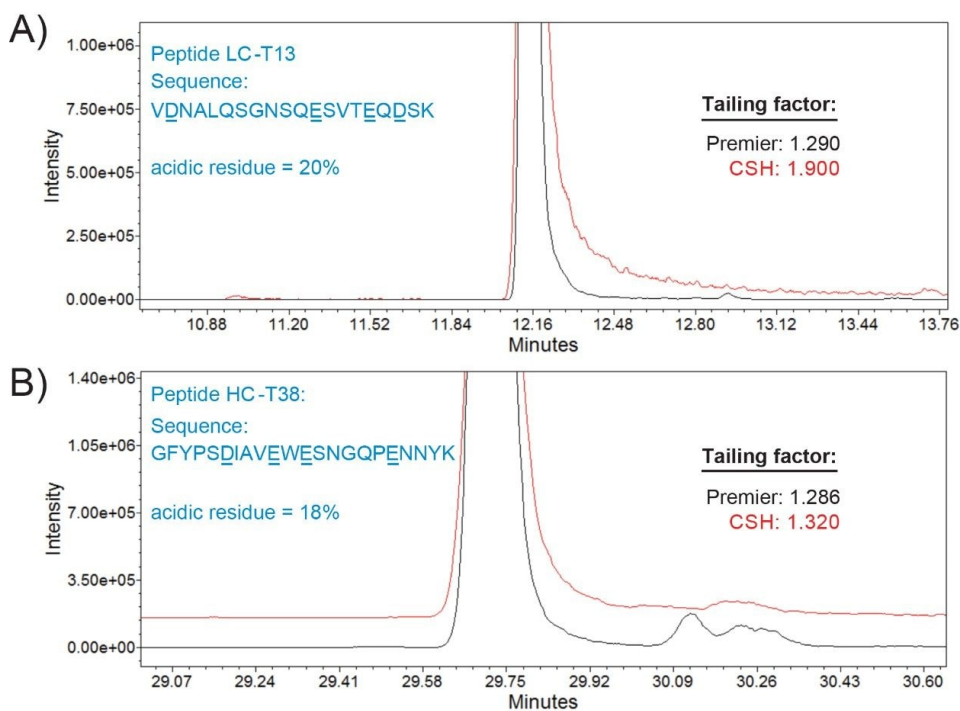 A)
Intensity
1.00e+06
7.50e+05
5.00e+05
2.50e+05
0.00e+00
Peptide LC-T13
Sequence:
VDNALQSGNSQESVTEQDSK
acidic residue = 20%
Tailing factor:
Premier: 1.290
CSH: 1.900
10.88 11.20 11.52 11.84 12.16 12.48 12.80 13.12 13.44 13.76
Minutes
B)
Intensity
1.40e+06
1.05e+06
7.00e+05
3.50e+05
0.00e+00
Peptide HC-T38:
Sequence:
GFYPSDIAVEWESNGQPENNYK
acidic residue = 18%
Tailing factor:
Premier: 1.286
CSH: 1.320
29.07 29.24 29.41 29.58 29.75 29.92 30.09 30.26 30.43 30.60
Minutes